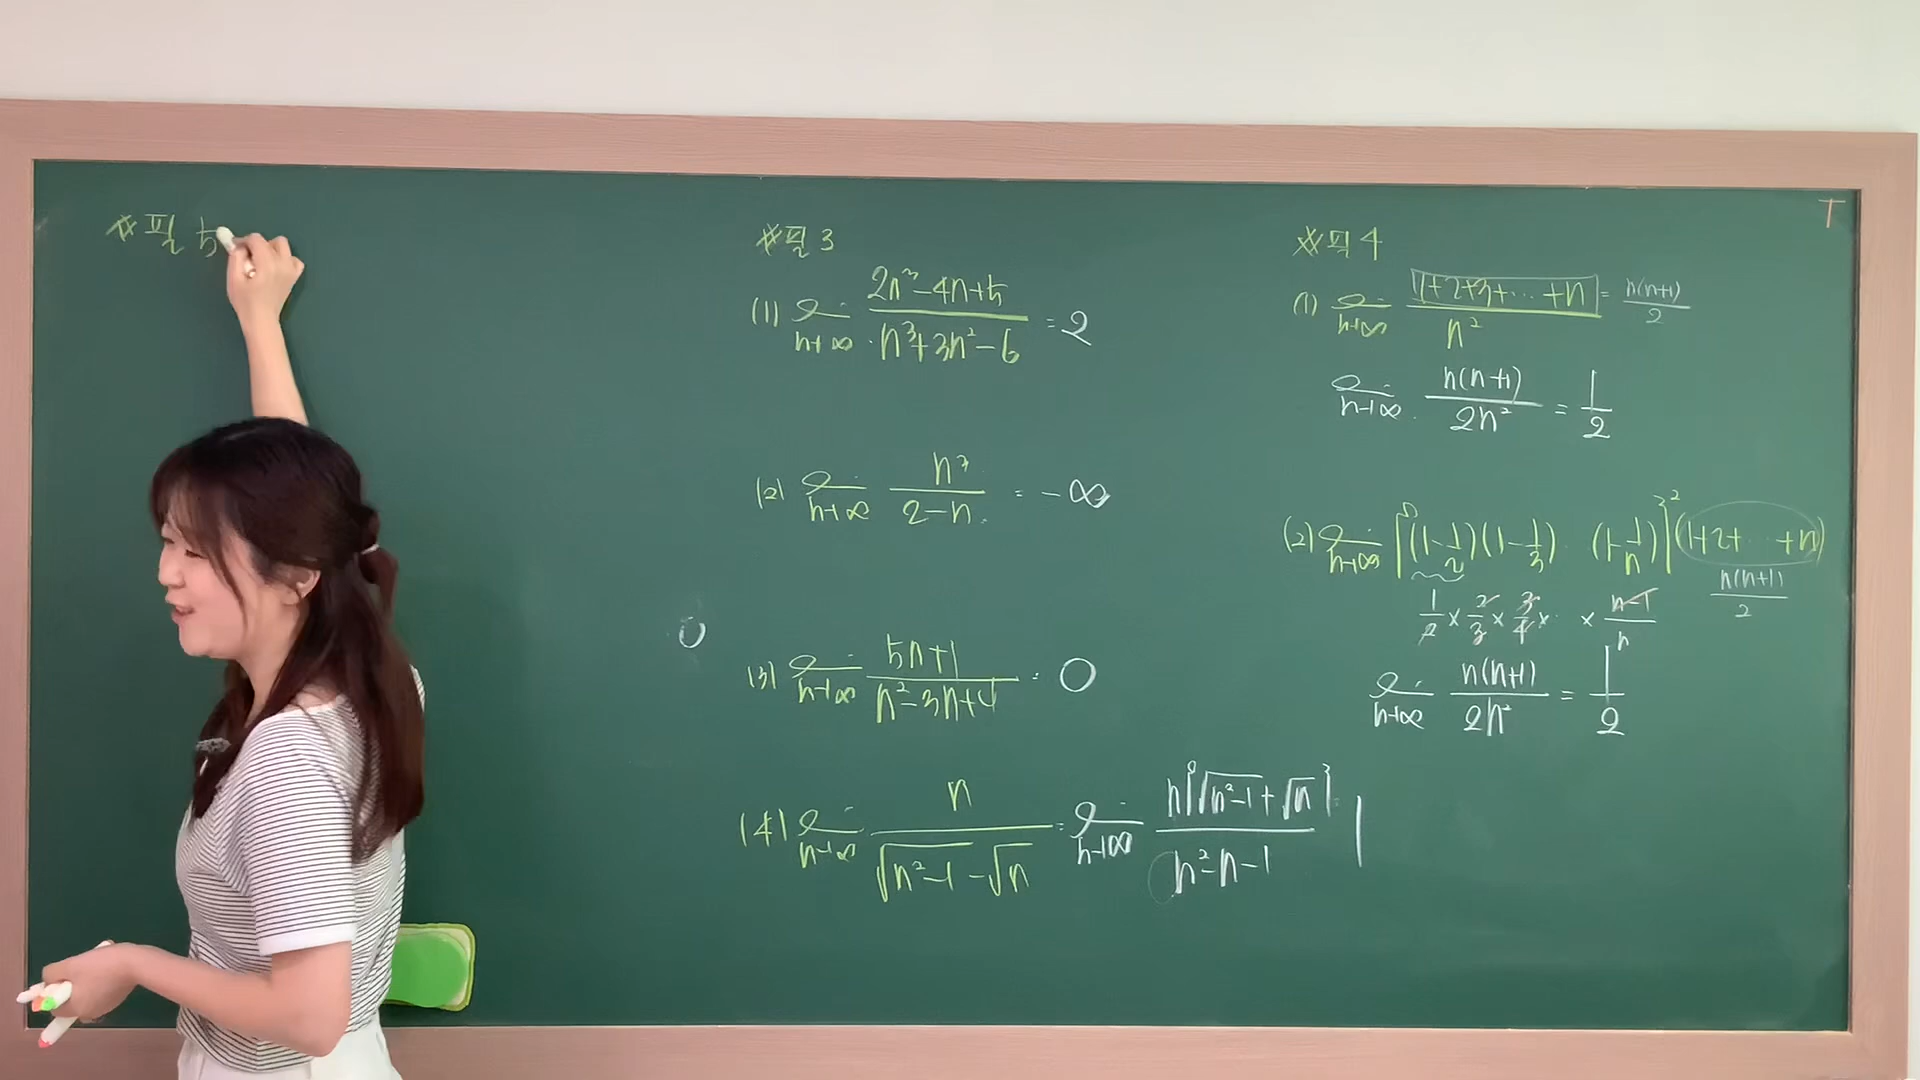 #필 5
#필 3
(1) lim n→∞ (2n³-4n+5)/(n³+3n²-6) = 2
(2) lim n→∞ n²/(2-n) = -∞
0
(3) lim n→∞ (5n+1)/(n²-3n+4) = 0
(4) lim n→∞ n/(√(n²-1)-√n) = lim n→∞ n{√(n²-1)+√n}/(n²-n-1) = 1
#필 4
(1) lim n→∞ (1+2+3+⋯+n)/n² = n(n+1)/2
lim n→∞ n(n+1)/2n² = 1/2
(2) lim n→∞ {(1-1/2)(1-1/3) (1-1/n)}² (1+2+⋯+n)
n(n+1)/2
1/2 × 2/3 × 3/4 × ⋯ × (n-1)/n
lim n→∞ n(n+1)/2n² = 1/2
T